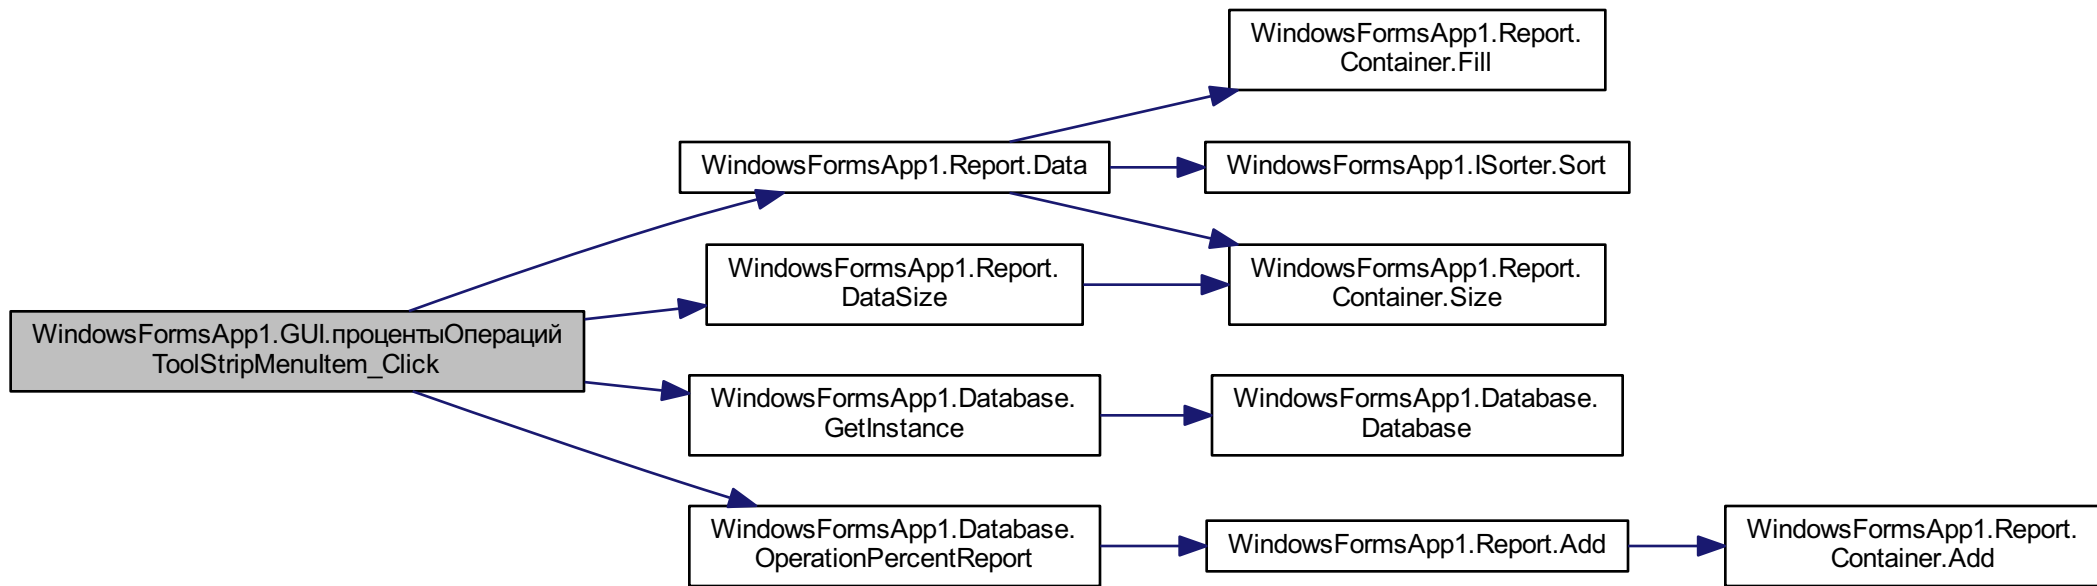 WindowsFormsApp1.Report.
Container.Fill
WindowsFormsApp1.Report.Data
WindowsFormsApp1.ISorter.Sort
WindowsFormsApp1.Report.
DataSize
WindowsFormsApp1.Report.
Container.Size
WindowsFormsApp1.GUI.процентыОпераций
ToolStripMenuItem_Click
WindowsFormsApp1.Database.
GetInstance
WindowsFormsApp1.Database.
Database
WindowsFormsApp1.Database.
OperationPercentReport
WindowsFormsApp1.Report.Add
WindowsFormsApp1.Report.
Container.Add